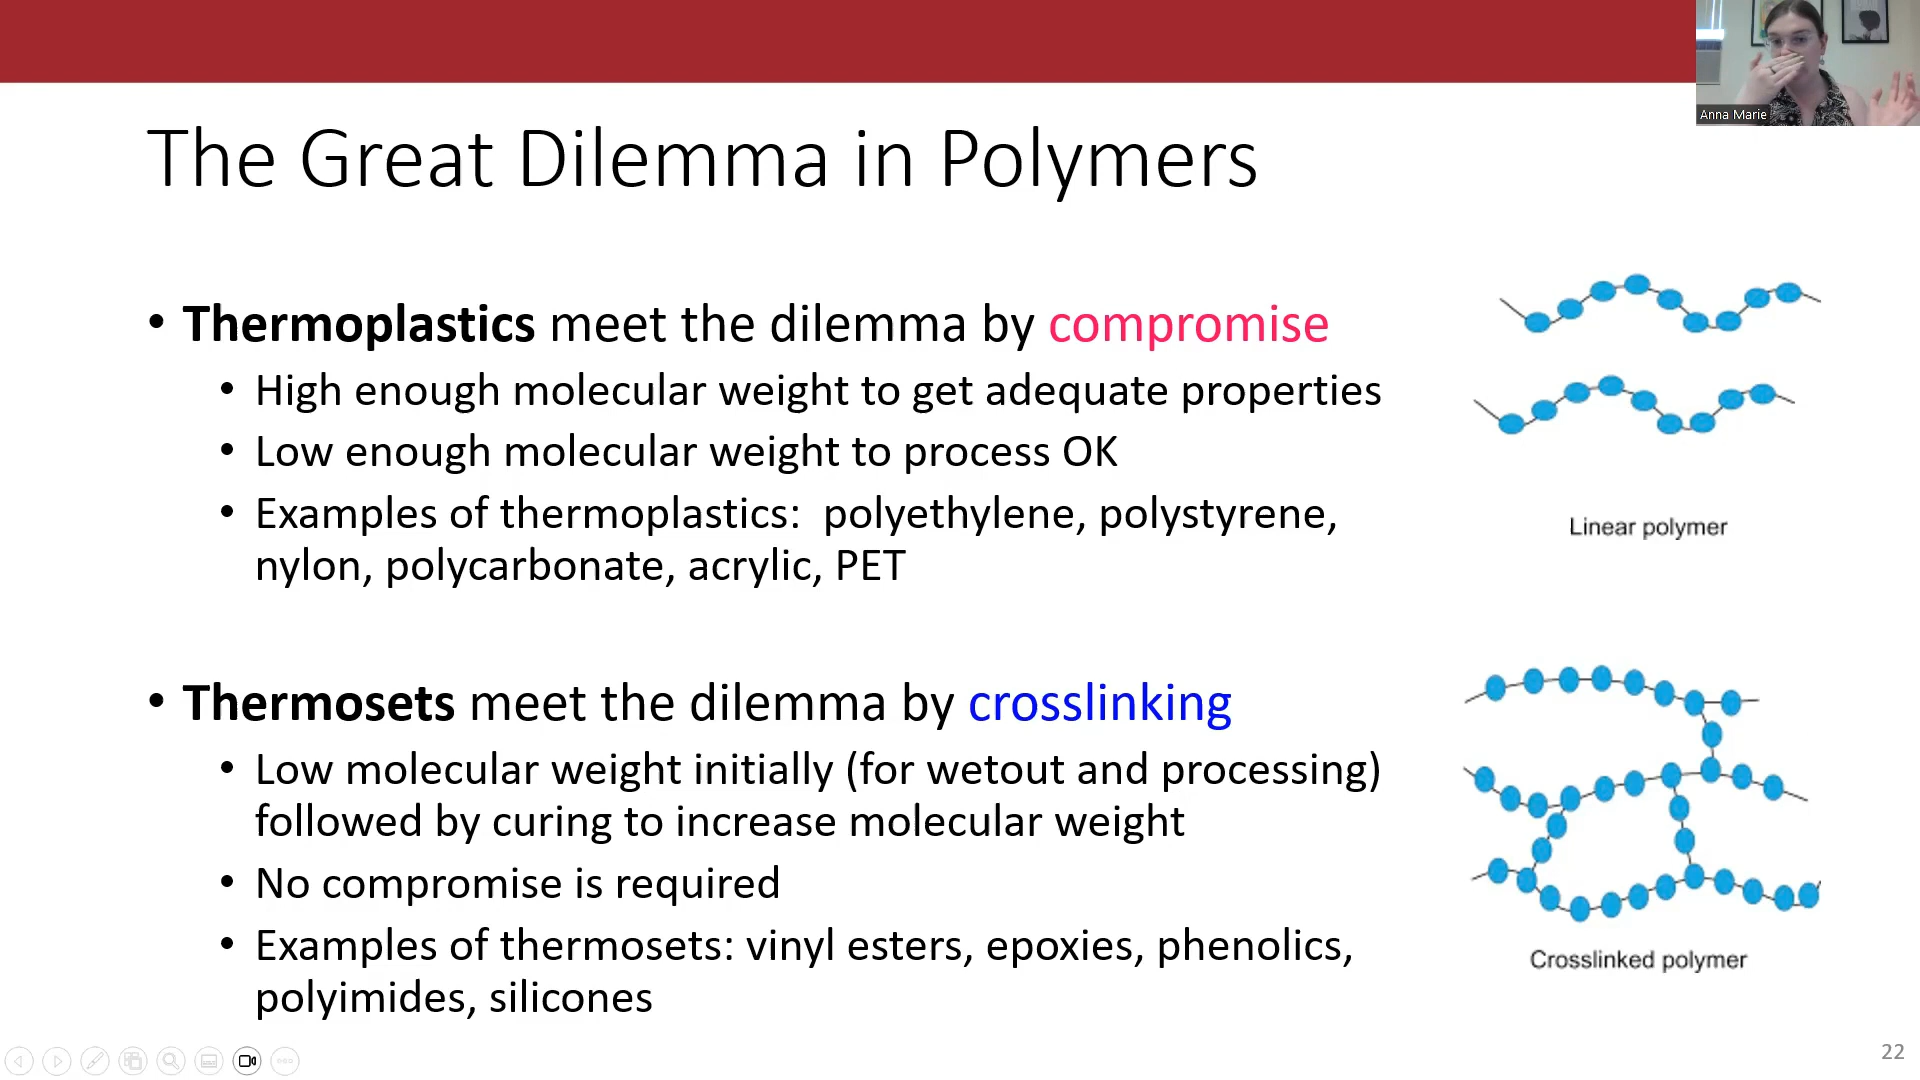 Anna Marie
The Great Dilemma in Polymers
• Thermoplastics meet the dilemma by compromise
• High enough molecular weight to get adequate properties
• Low enough molecular weight to process OK
• Examples of thermoplastics:  polyethylene, polystyrene,
nylon, polycarbonate, acrylic, PET
Linear polymer
• Thermosets meet the dilemma by crosslinking
• Low molecular weight initially (for wetout and processing)
followed by curing to increase molecular weight
• No compromise is required
• Examples of thermosets: vinyl esters, epoxies, phenolics,
polyimides, silicones
Crosslinked polymer
22